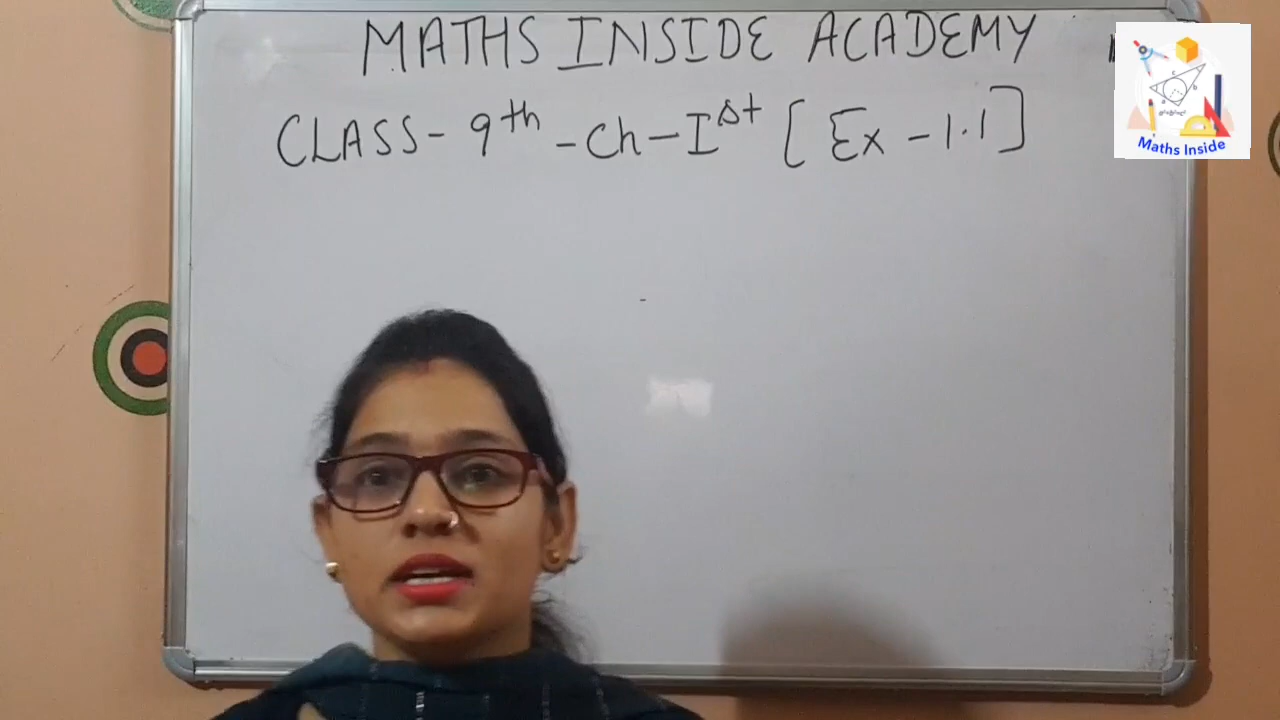 MATHS INSIDE ACADEMY
CLASS - 9th - Ch - Ist [Ex - 1.1]
Maths Inside